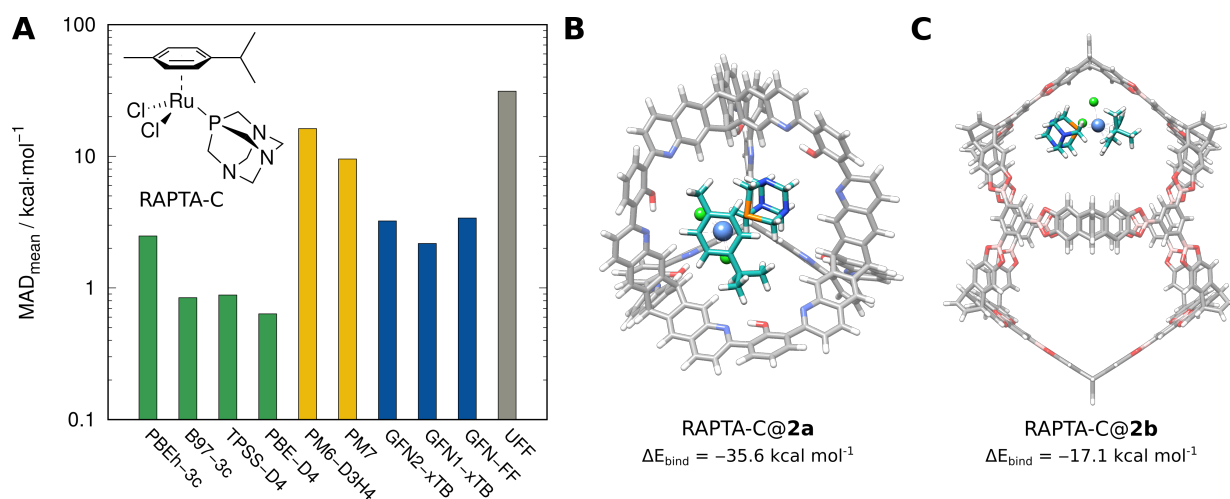 A
B
C
MAD_mean / kcal·mol⁻¹
100
10
1
0.1
Cl
Cl
Ru
P
N
N
N
RAPTA-C
PBEh−3c
B97−3c
TPSS−D4
PBE−D4
PM6−D3H4
PM7
GFN2−xTB
GFN1−xTB
GFN−FF
UFF
RAPTA-C@2a
ΔE_bind = –35.6 kcal mol⁻¹
RAPTA-C@2b
ΔE_bind = –17.1 kcal mol⁻¹